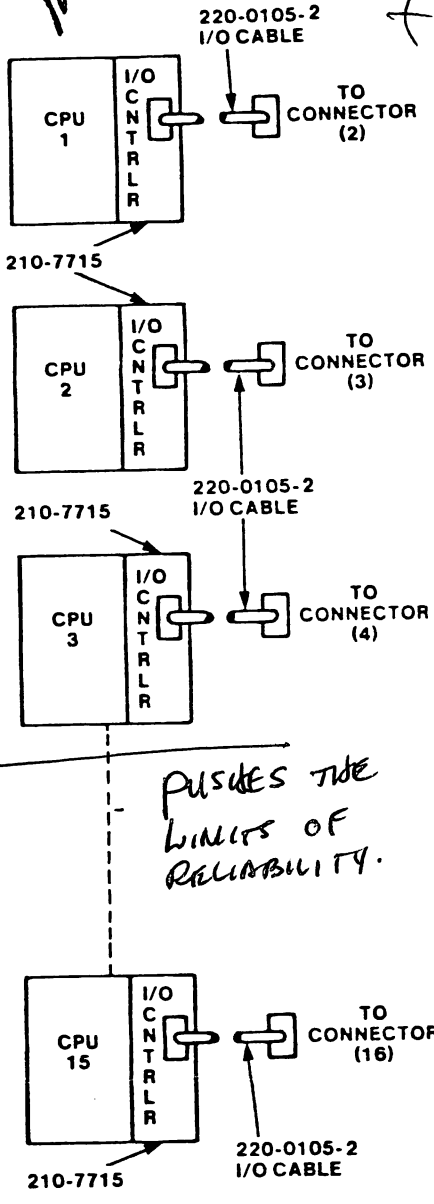 220-0105-2
I/O CABLE
CPU
1
I/O
C
N
T
R
L
R
TO
CONNECTOR
(2)
210-7715
CPU
2
I/O
C
N
T
R
L
R
TO
CONNECTOR
(3)
220-0105-2
I/O CABLE
210-7715
CPU
3
I/O
C
N
T
R
L
R
TO
CONNECTOR
(4)
PUSHES THE
LIMITS OF
RELIABILITY.
CPU
15
I/O
C
N
T
R
L
R
TO
CONNECTOR
(16)
220-0105-2
I/O CABLE
210-7715